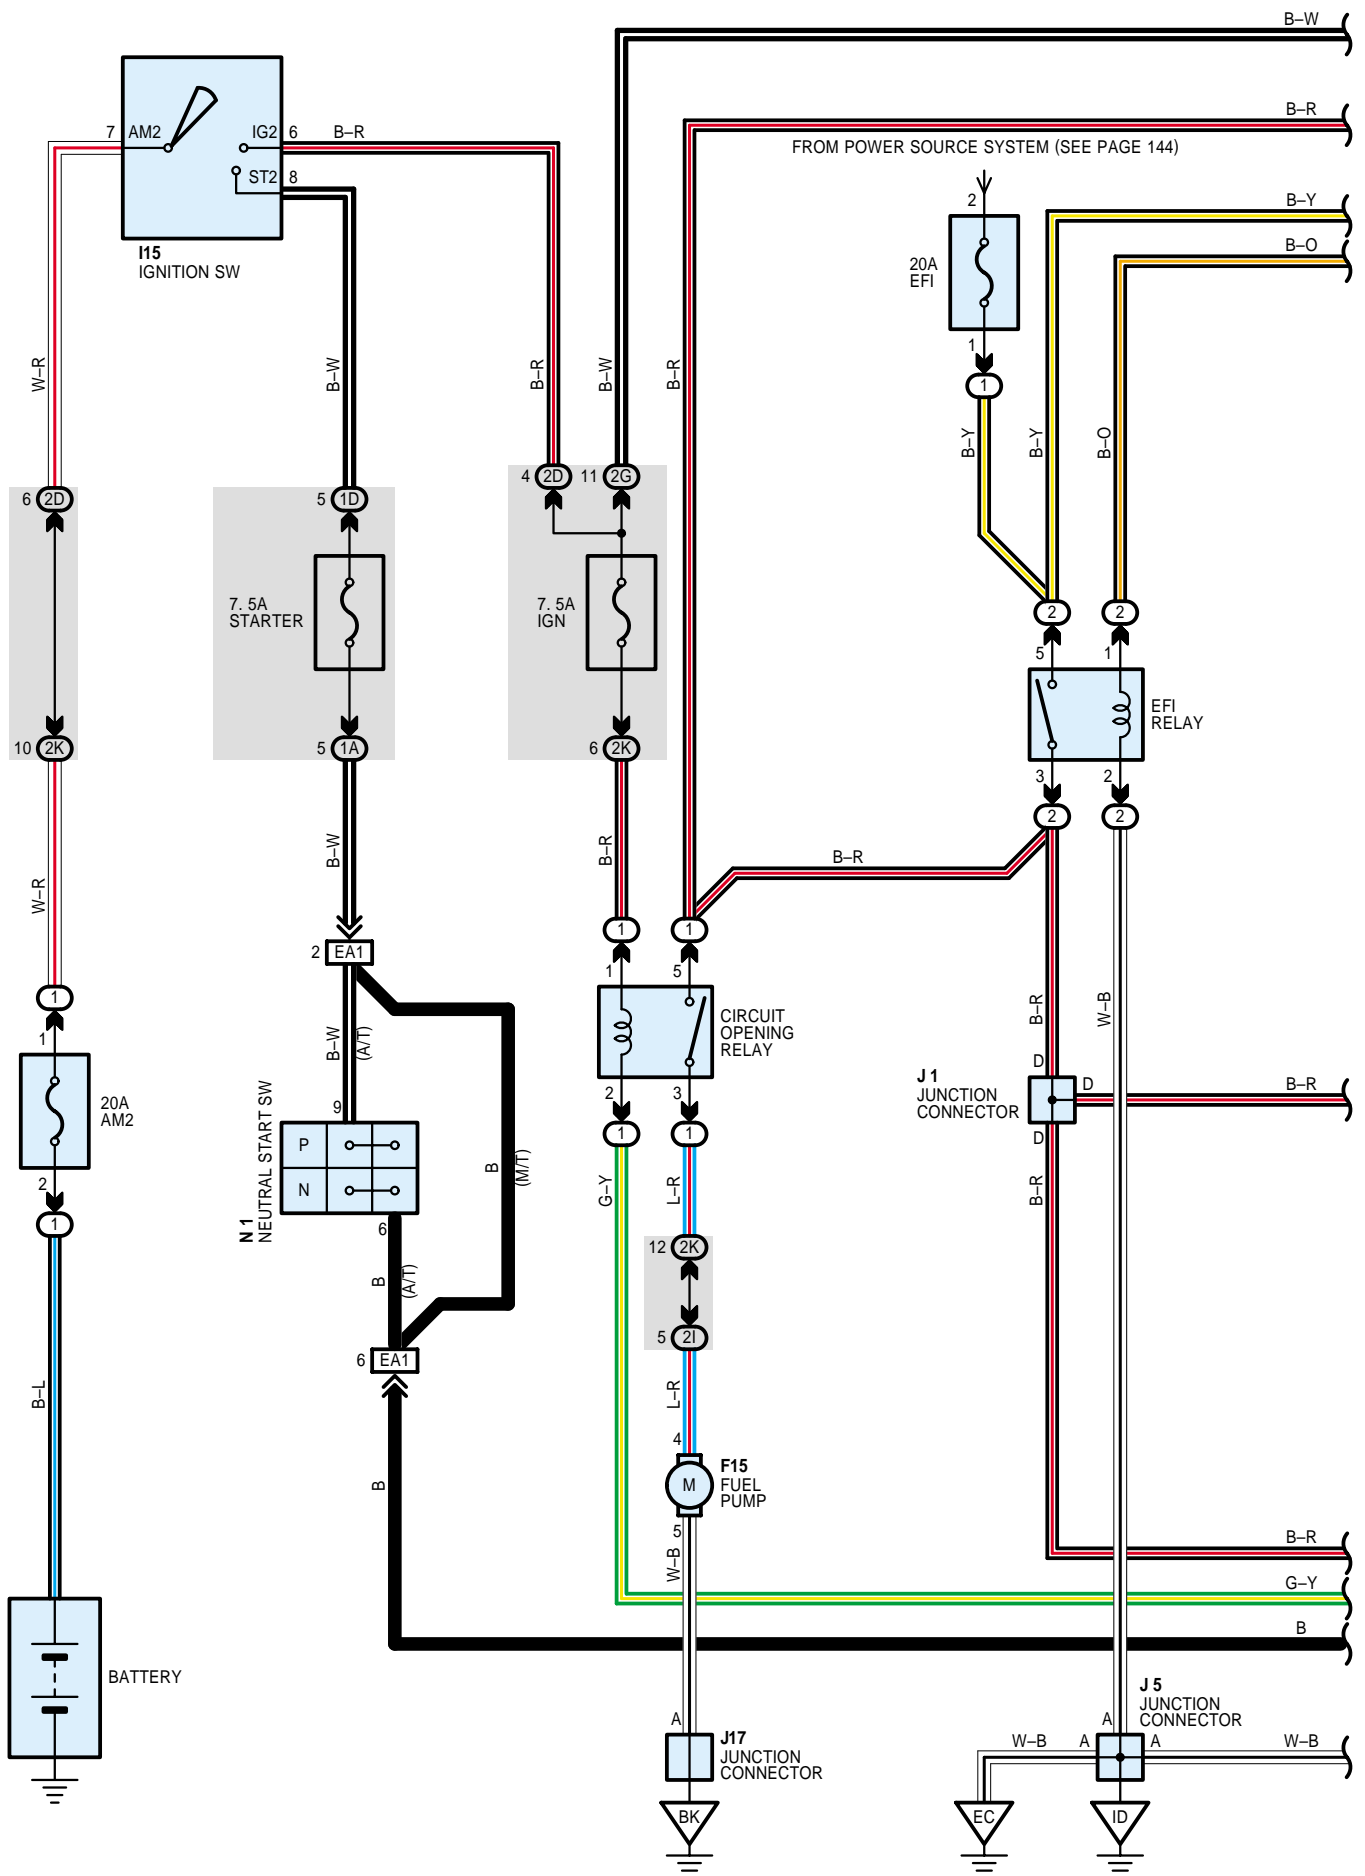 B–W
B–R
FROM POWER SOURCE SYSTEM (SEE PAGE 144)
7 AM2
IG2 6
B–R
ST2 8
I15
IGNITION SW
2
20A
EFI
1
1
B–Y
B–O
W–R
B–W
B–R
B–W
B–R
B–Y
B–Y
B–O
6 2D
5 1D
4 2D
11 2G
7. 5A
STARTER
7. 5A
IGN
2
2
5
1
EFI
RELAY
3
2
2
2
10 2K
5 1A
6 2K
W–R
B–W
B–R
B–R
2 EA1
1
1
1
5
CIRCUIT
OPENING
RELAY
2
3
1
1
1
1
20A
AM2
2
1
B–W
(A/T)
9
P
N
N 1
NEUTRAL START SW
6
B
(M/T)
B
(A/T)
6 EA1
B–R
W–B
D
D
D
J 1
JUNCTION
CONNECTOR
B–R
B–R
G–Y
L–R
12 2K
5 2I
L–R
4
M
F15
FUEL
PUMP
5
W–B
B–L
B
B–R
G–Y
B
BATTERY
A
J17
JUNCTION
CONNECTOR
BK
J 5
JUNCTION
CONNECTOR
A
W–B
A
A
W–B
EC
ID